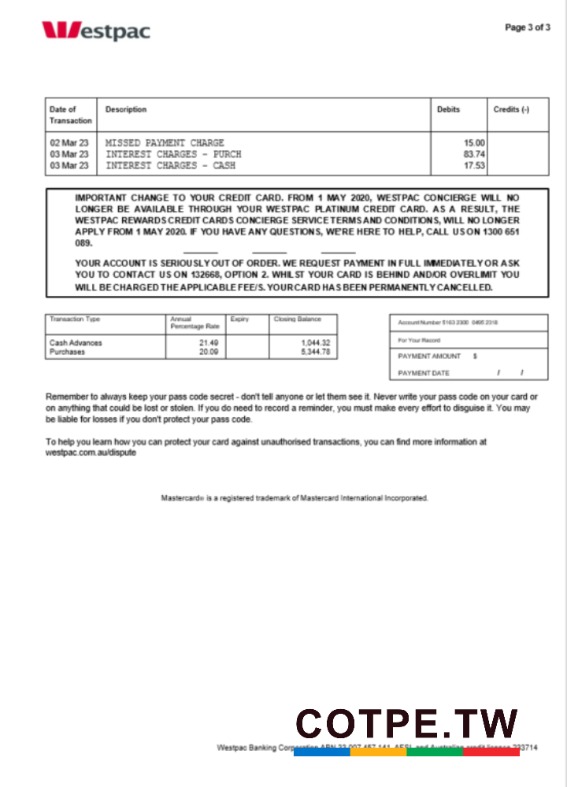 Westpac
Page 3 of 3
Date of Transaction Description Debits Credits (-)
02 Mar 23 MISSED PAYMENT CHARGE 15.00
03 Mar 23 INTEREST CHARGES - PURCH 83.74
03 Mar 23 INTEREST CHARGES - CASH 17.53
IMPORTANT CHANGE TO YOUR CREDIT CARD. FROM 1 MAY 2020, WESTPAC CONCIERGE WILL NO
LONGER BE AVAILABLE THROUGH YOUR WESTPAC PLATINUM CREDIT CARD. AS A RESULT, THE
WESTPAC REWARDS CREDIT CARDS CONCIERGE SERVICE TERMS AND CONDITIONS, WILL NO LONGER
APPLY FROM 1 MAY 2020. IF YOU HAVE ANY QUESTIONS, WE'RE HERE TO HELP, CALL US ON 1300 651
089.
YOUR ACCOUNT IS SERIOUSLY OUT OF ORDER. WE REQUEST PAYMENT IN FULL IMMEDIATELY OR ASK
YOU TO CONTACT US ON 132668, OPTION 2. WHILST YOUR CARD IS BEHIND AND/OR OVERLIMIT YOU
WILL BE CHARGED THE APPLICABLE FEE/S. YOUR CARD HAS BEEN PERMANENTLY CANCELLED.
Transaction Type Annual Percentage Rate Expiry Closing Balance
Cash Advances 21.49 1,044.32
Purchases 20.09 5,344.78
Account Number
For Your Record
PAYMENT AMOUNT $
PAYMENT DATE / /
Remember to always keep your pass code secret - don't tell anyone or let them see it. Never write your pass code on your card or
on anything that could be lost or stolen. If you do need to record a reminder, you must make every effort to disguise it. You may
be liable for losses if you don't protect your pass code.
To help you learn how you can protect your card against unauthorised transactions, you can find more information at
westpac.com.au/dispute
Mastercard® is a registered trademark of Mastercard International Incorporated.
COTPE.TW
Westpac Banking Corporation ABN 33 007 457 141, AFSL and Australian credit licence 233714